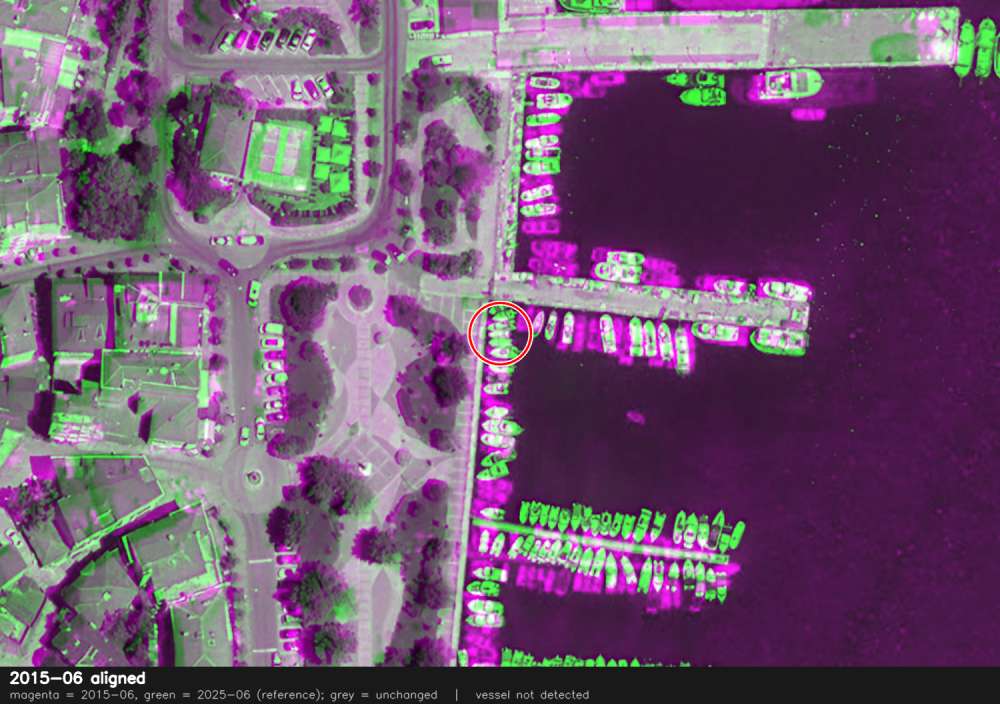 2015-06 aligned
magenta = 2015-06, green = 2025-06 (reference); grey = unchanged | vessel not detected